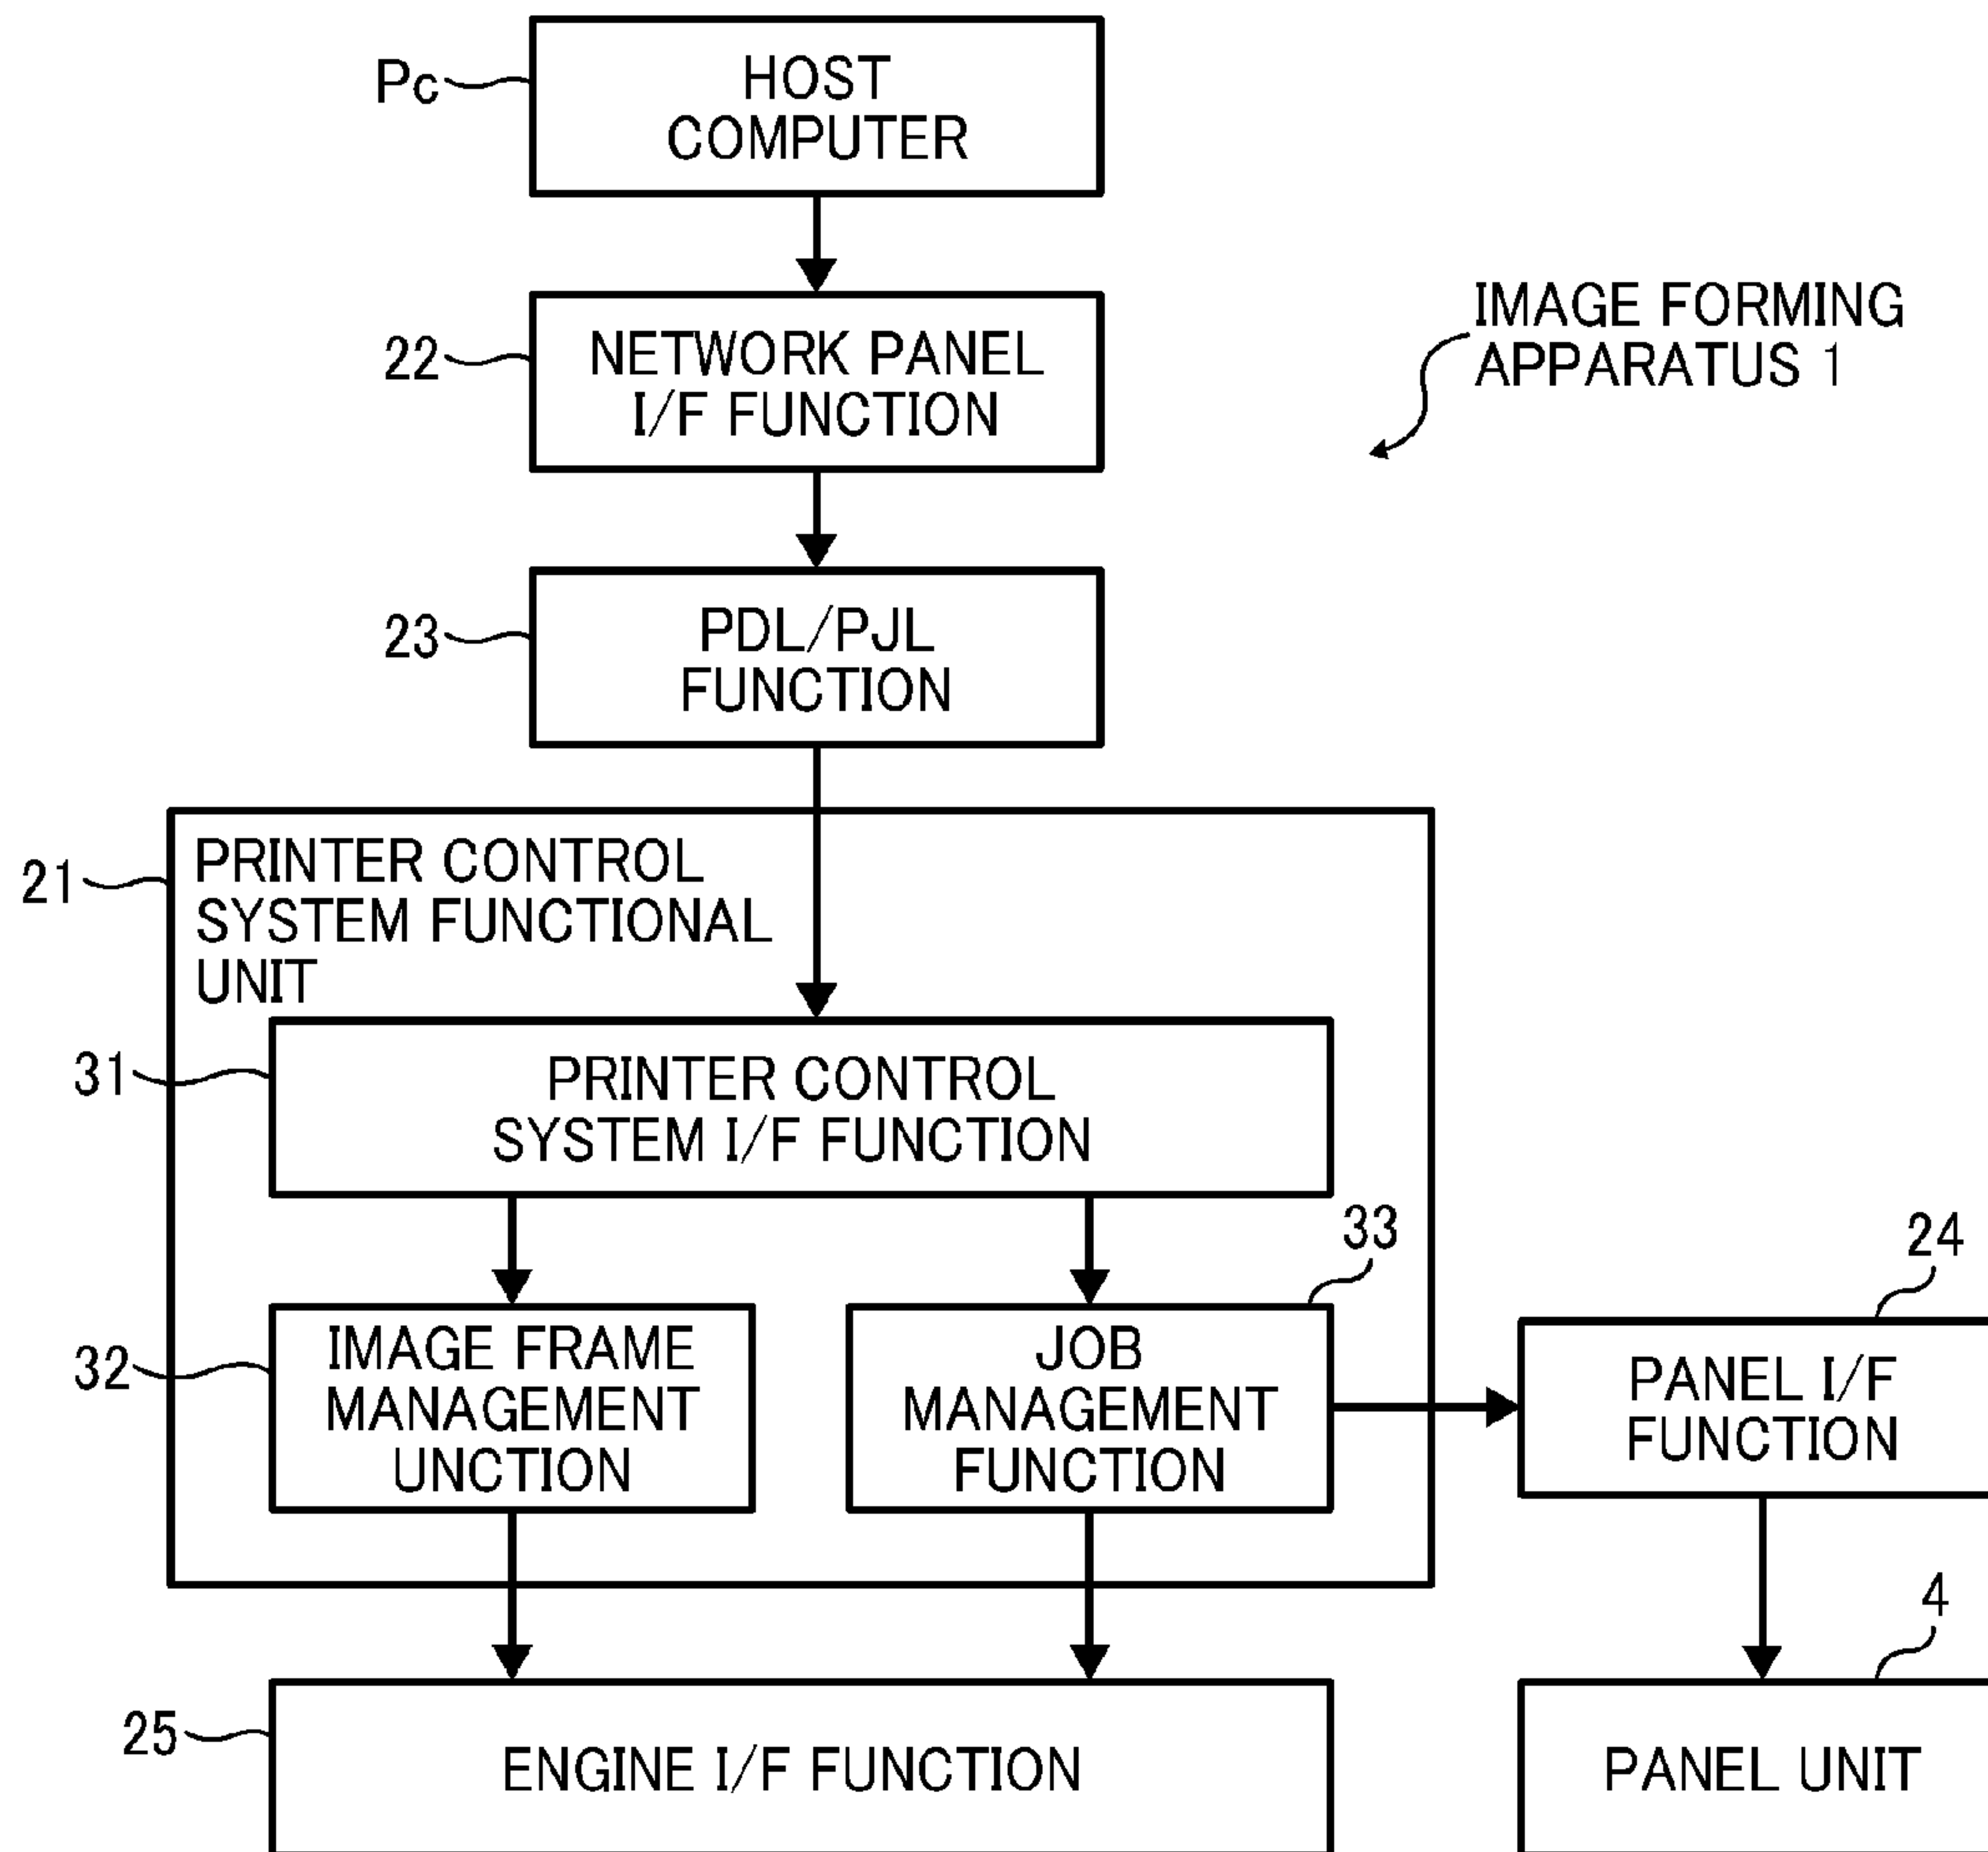 Pc
HOST
COMPUTER
22
NETWORK PANEL
I/F FUNCTION
IMAGE FORMING
APPARATUS 1
23
PDL/PJL
FUNCTION
21
PRINTER CONTROL
SYSTEM FUNCTIONAL
UNIT
31
PRINTER CONTROL
SYSTEM I/F FUNCTION
32
IMAGE FRAME
MANAGEMENT
UNCTION
33
JOB
MANAGEMENT
FUNCTION
24
PANEL I/F
FUNCTION
25
ENGINE I/F FUNCTION
4
PANEL UNIT